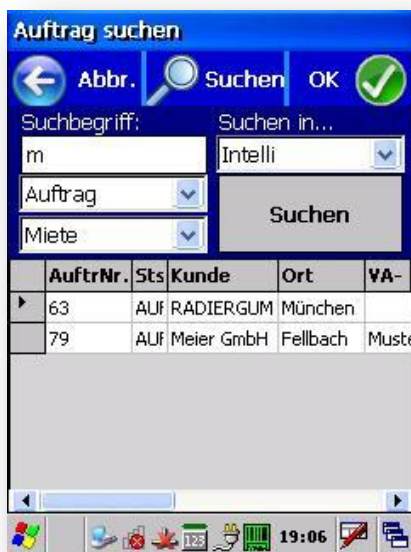 Auftrag suchen
Abbr. Suchen OK
Suchbegriff: Suchen in...
m Intelli
Auftrag
Suchen
Miete
AuftrNr. Sts Kunde Ort VA-
63 AUF RADIERGUM München
79 AUF Meier GmbH Fellbach Muste
123 19:06